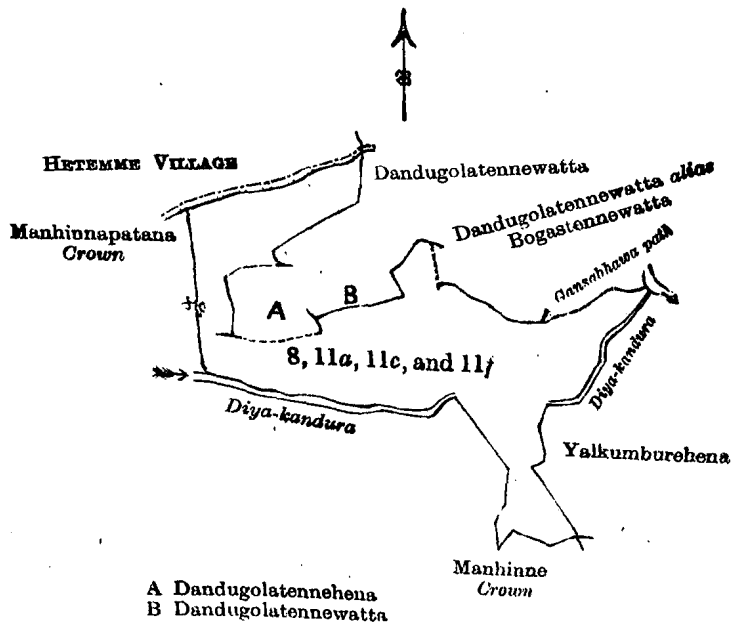 HETEMME VILLAGE
Dandugolatennewatta
Dandugolatennewatta alias
Bogastennewatta
Manhinnapatana
Crown
Gansabhawa path
A
B
8, 11a, 11c, and 11f
Diya-kandura
Diya-kandura
Yalkumburehena
Manhinne
Crown
A Dandugolatennehena
B Dandugolatennewatta